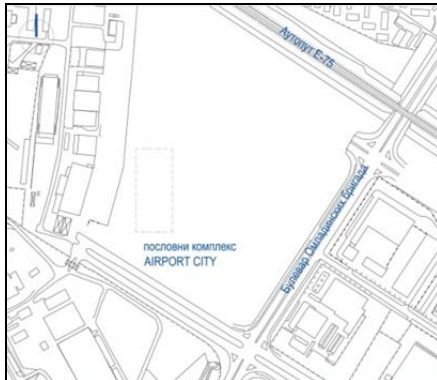 Аутопут Е-75
Булевар Омладинских Бригада
пословни комплекс
AIRPORT CITY